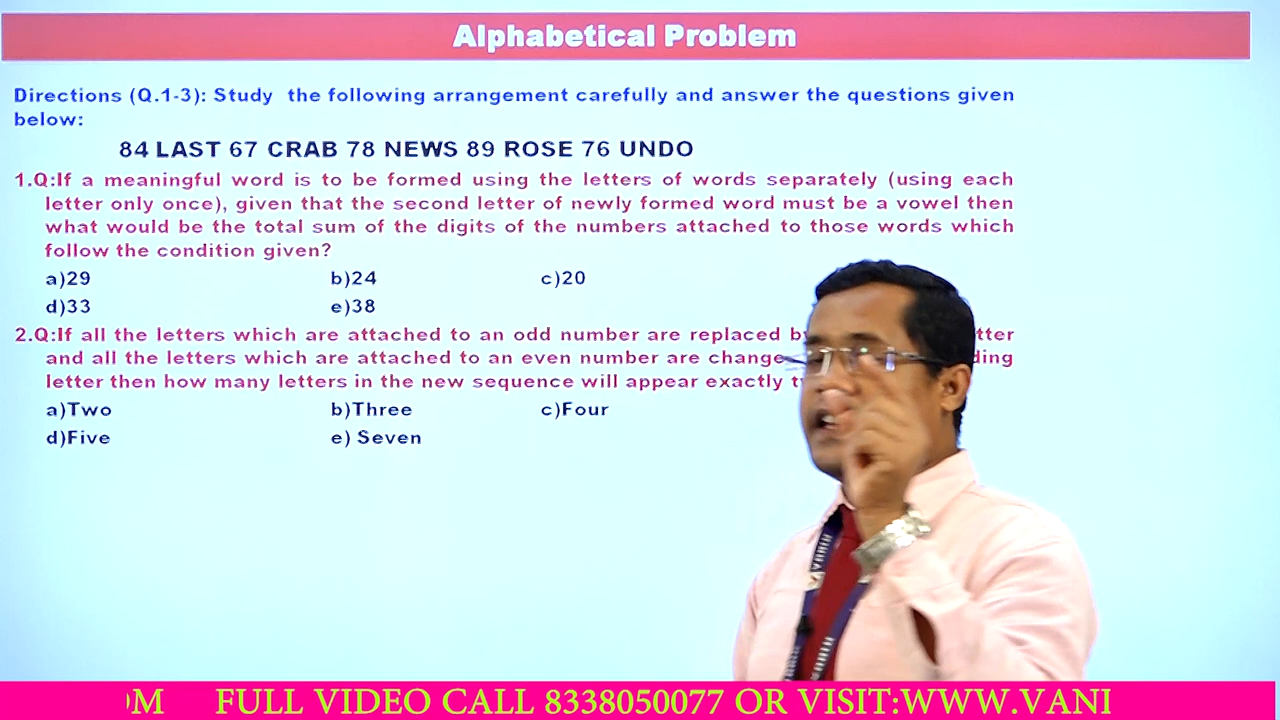 Alphabetical Problem
Directions (Q.1-3): Study the following arrangement carefully and answer the questions given
below:
84 LAST 67 CRAB 78 NEWS 89 ROSE 76 UNDO
1.Q:If a meaningful word is to be formed using the letters of words separately (using each
letter only once), given that the second letter of newly formed word must be a vowel then
what would be the total sum of the digits of the numbers attached to those words which
follow the condition given?
a)29 b)24 c)20
d)33 e)38
2.Q:If all the letters which are attached to an odd number are replaced
and all the letters which are attached to an even number are
letter then how many letters in the new sequence will appear exactly
a)Two b)Three c)Four
d)Five e) Seven
FULL VIDEO CALL 8338050077 OR VISIT:WWW.VANI